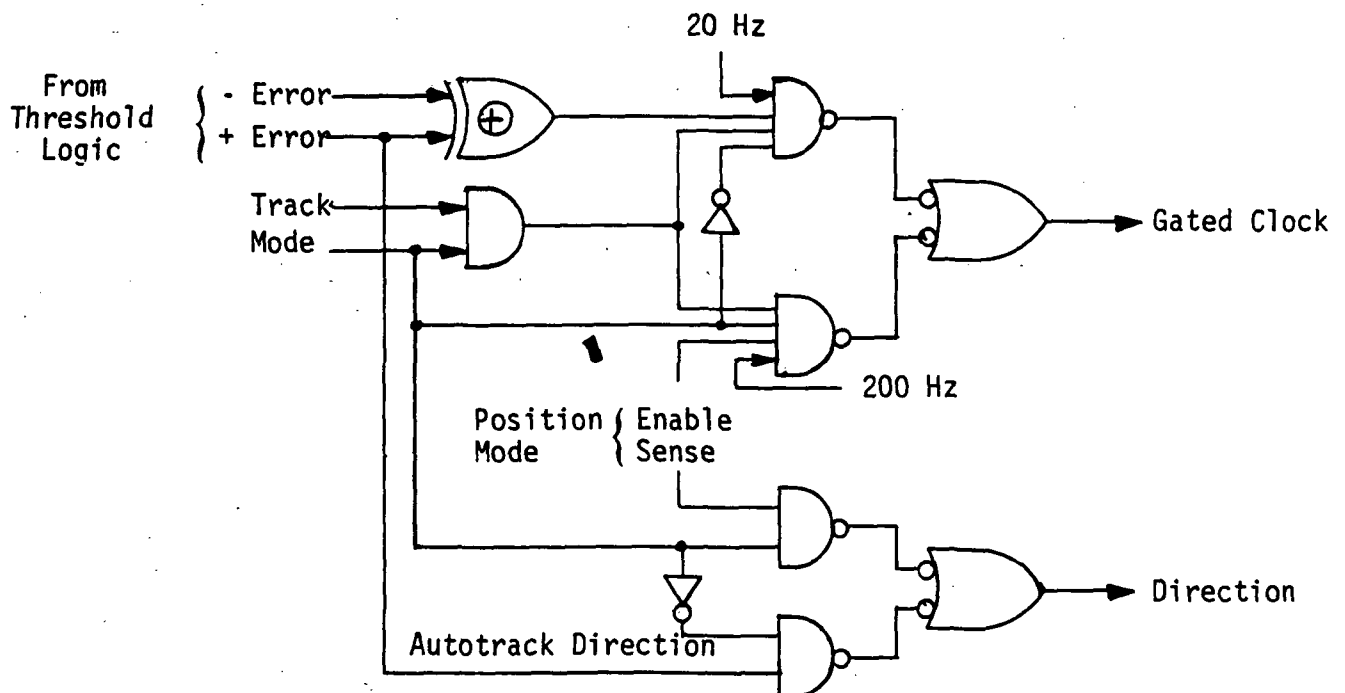 20 Hz
From
Threshold
Logic
- Error
+ Error
Track
Mode
Gated Clock
200 Hz
Position
Mode
Enable
Sense
Direction
Autotrack Direction